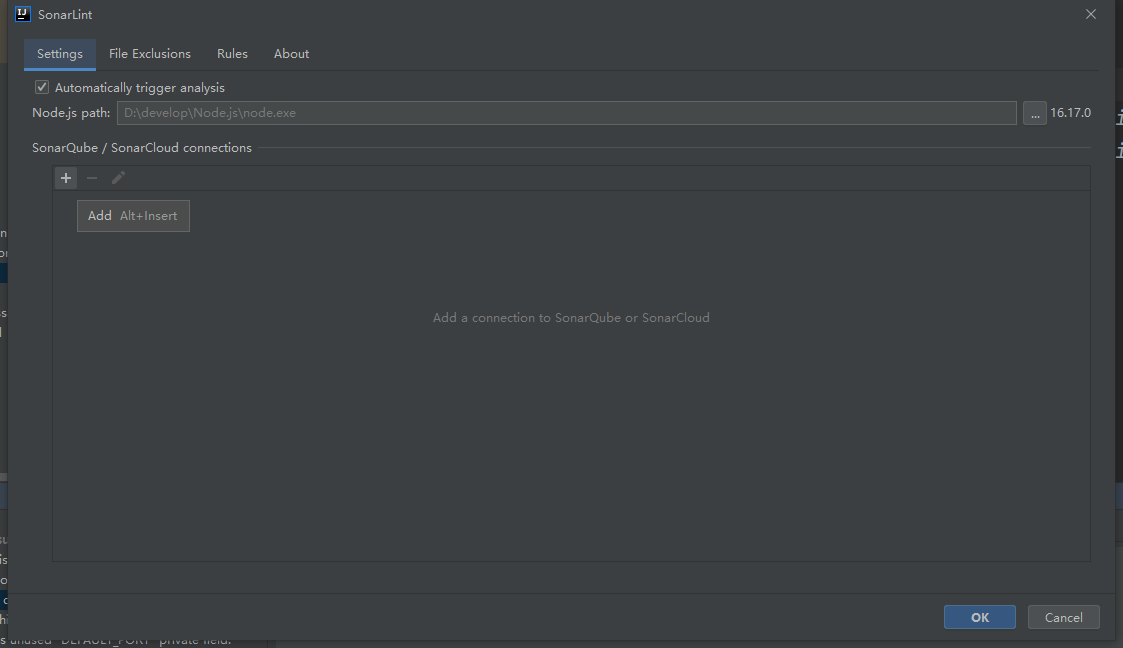 SonarLint
Settings File Exclusions Rules About
Automatically trigger analysis
Node.js path: D:\develop\Node.js\node.exe ... 16.17.0
SonarQube / SonarCloud connections
Add Alt+Insert
Add a connection to SonarQube or SonarCloud
OK Cancel
s unused "DEFAULT_PORT" private field.